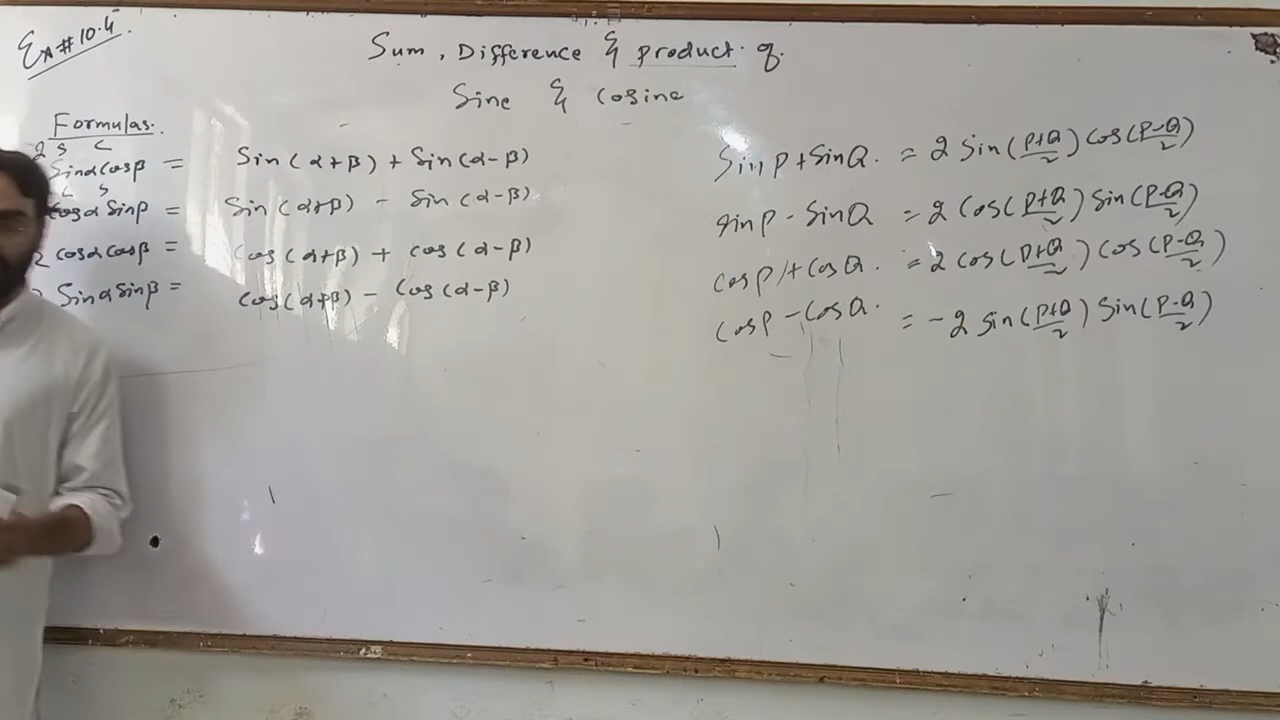 Ex#10.4.
Sum, Difference & product of
Sine & Cosine
Formulas.
2 S C
Sinα cosβ = Sin(α+β) + Sin(α-β)
C S
cosα Sinβ = Sin(α+β) - Sin(α-β)
2 cosα cosβ = Cos(α+β) + cos(α-β)
Sinα sinβ = Cos(α+β) - Cos(α-β)
Sin P + Sin Q. = 2 Sin(P+Q/2) Cos(P-Q/2)
Sin P - Sin Q = 2 Cos(P+Q/2) Sin(P-Q/2)
Cos P + Cos Q. = 2 Cos(P+Q/2) Cos(P-Q/2)
Cos P - Cos Q. = -2 Sin(P+Q/2) Sin(P-Q/2)